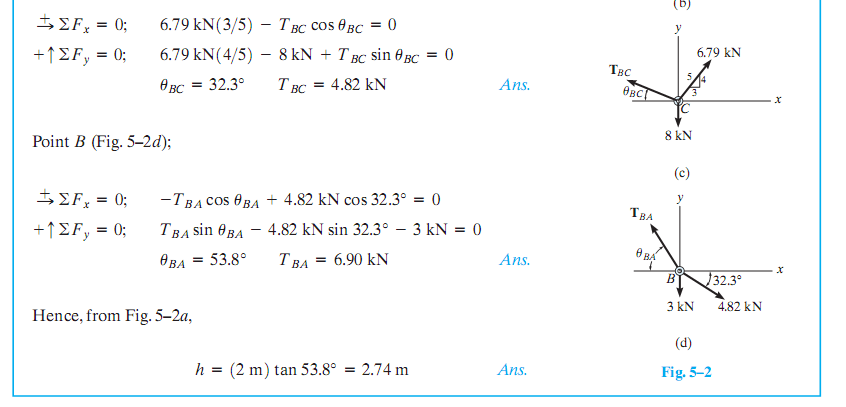 (b)
⁺→ΣFₓ = 0; 6.79 kN(3/5) − T_BC cos θ_BC = 0
+↑ΣF_y = 0; 6.79 kN(4/5) − 8 kN + T_BC sin θ_BC = 0
θ_BC = 32.3° T_BC = 4.82 kN Ans.
Point B (Fig. 5–2d);
⁺→ΣFₓ = 0; −T_BA cos θ_BA + 4.82 kN cos 32.3° = 0
+↑ΣF_y = 0; T_BA sin θ_BA − 4.82 kN sin 32.3° − 3 kN = 0
θ_BA = 53.8° T_BA = 6.90 kN Ans.
Hence, from Fig. 5–2a,
h = (2 m) tan 53.8° = 2.74 m Ans.
y
6.79 kN
T_BC
5
4
3
θ_BC
x
C
8 kN
(c)
y
T_BA
θ_BA
x
B
32.3°
3 kN 4.82 kN
(d)
Fig. 5–2